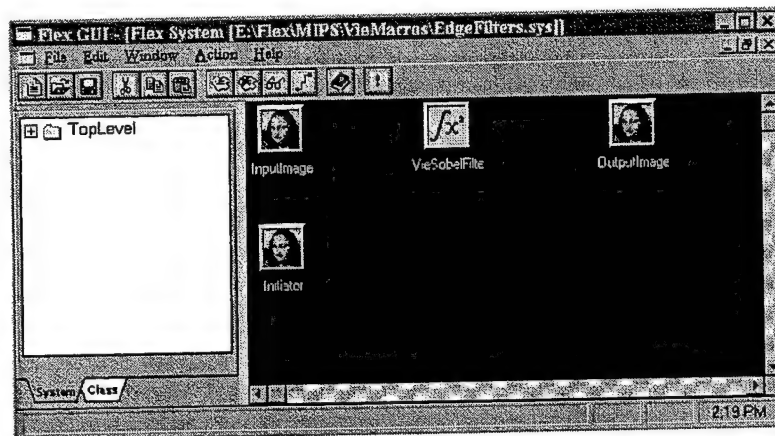 Flex GUI - [Flex System [E:\Flex\MIPS\VieMacros\EdgeFilters.sys]]
File Edit Window Action Help
TopLevel
InputImage VieSobelFilte OutputImage
Initiator
System Class
2:19 PM